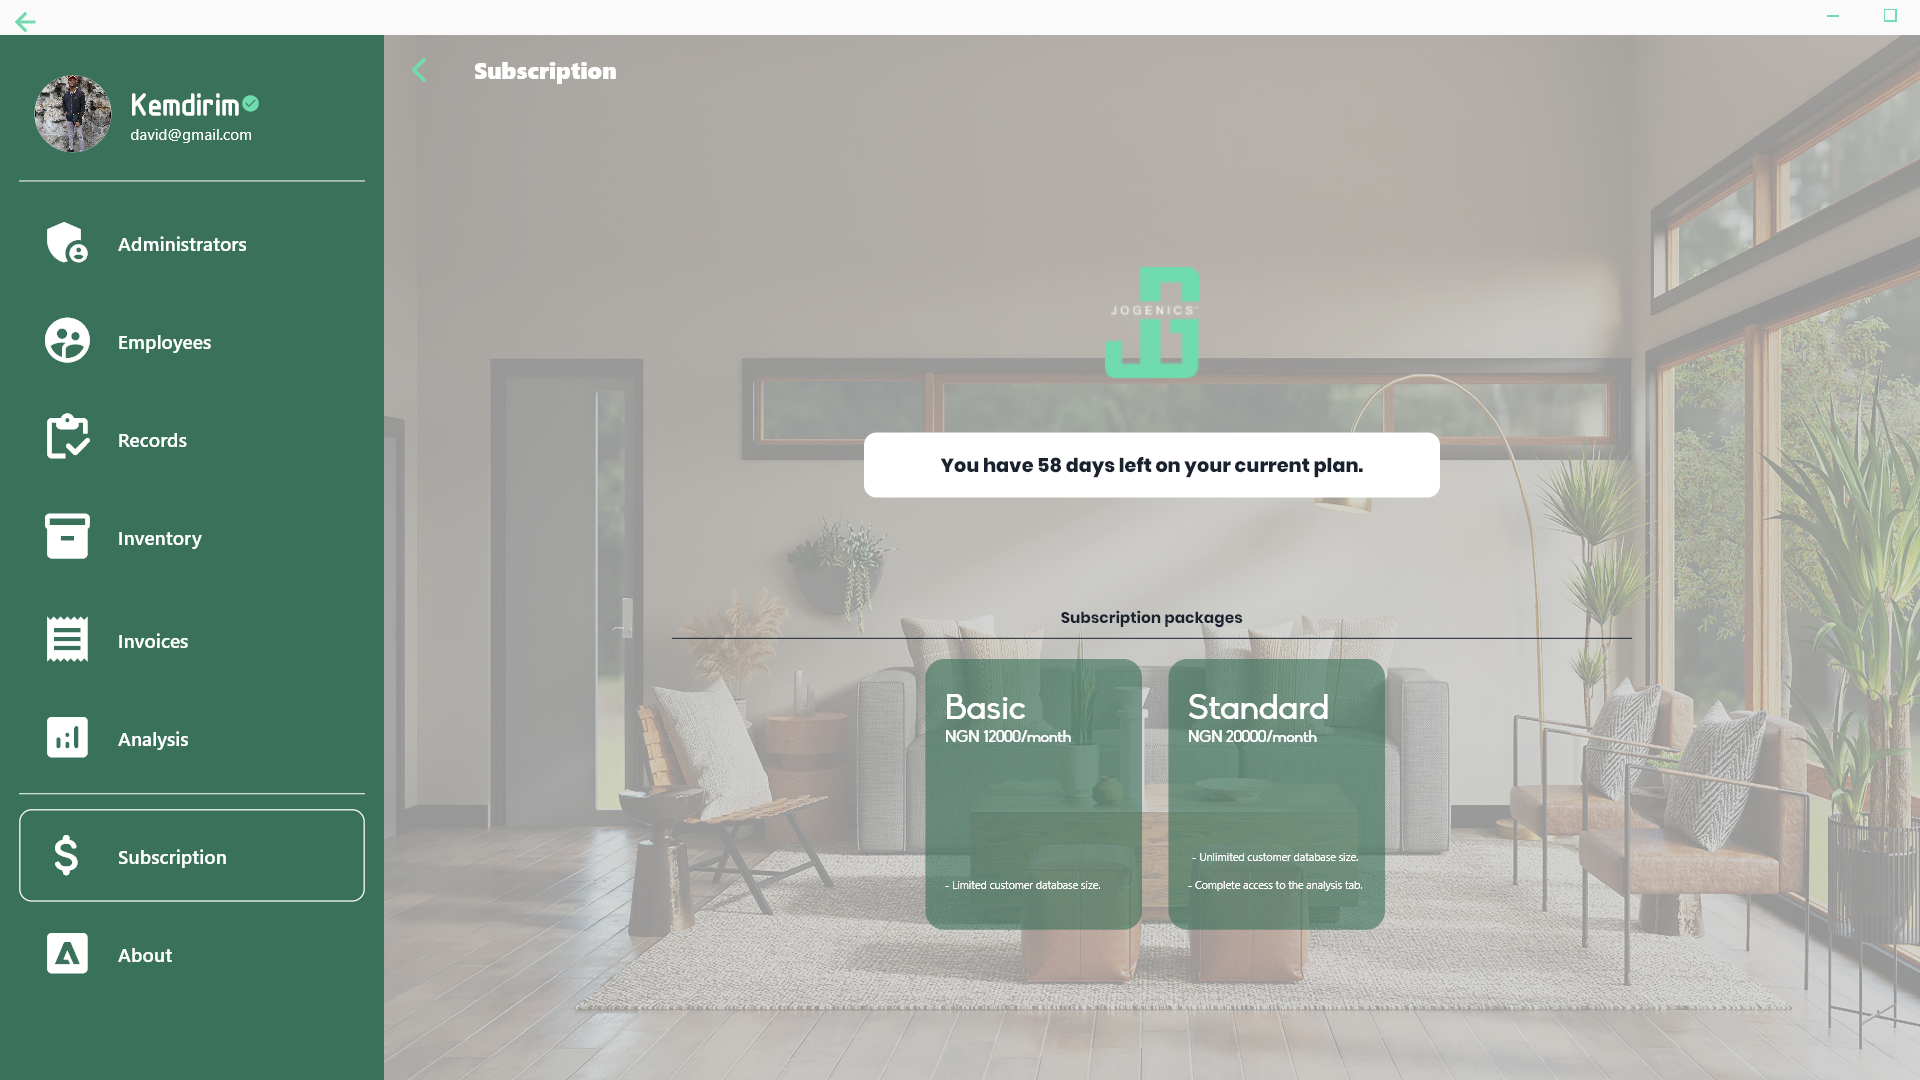 Kemdirim
david@gmail.com
Administrators
Employees
Records
Inventory
Invoices
Analysis
Subscription
About
Subscription
JOGENICS™
You have 58 days left on your current plan.
Subscription packages
Basic
NGN 12000/month
- Limited customer database size.
Standard
NGN 20000/month
- Unlimited customer database size.
- Complete access to the analysis tab.